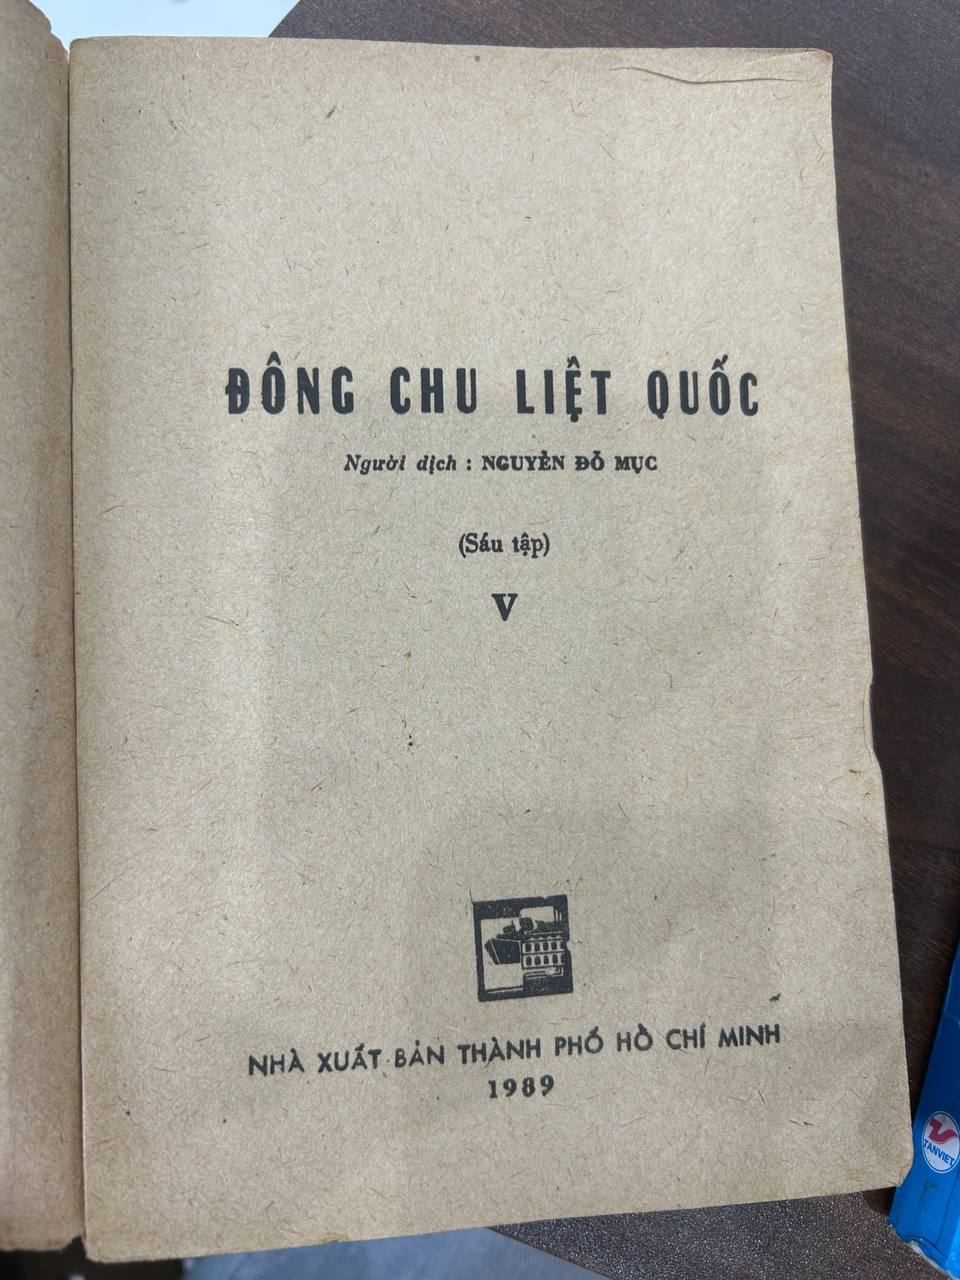 ĐÔNG CHU LIỆT QUỐC
Người dịch : NGUYỄN ĐỖ MỤC
(Sáu tập)
V
NHÀ XUẤT BẢN THÀNH PHỐ HỒ CHÍ MINH
1989
TANVIET